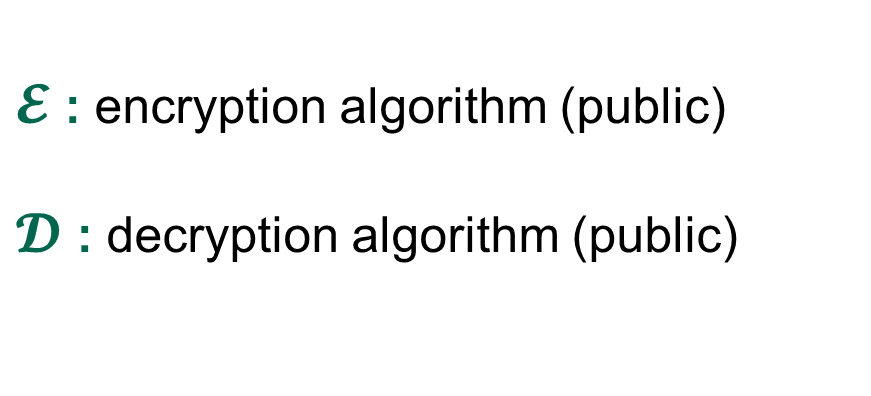 ℰ : encryption algorithm (public)
𝒟 : decryption algorithm (public)